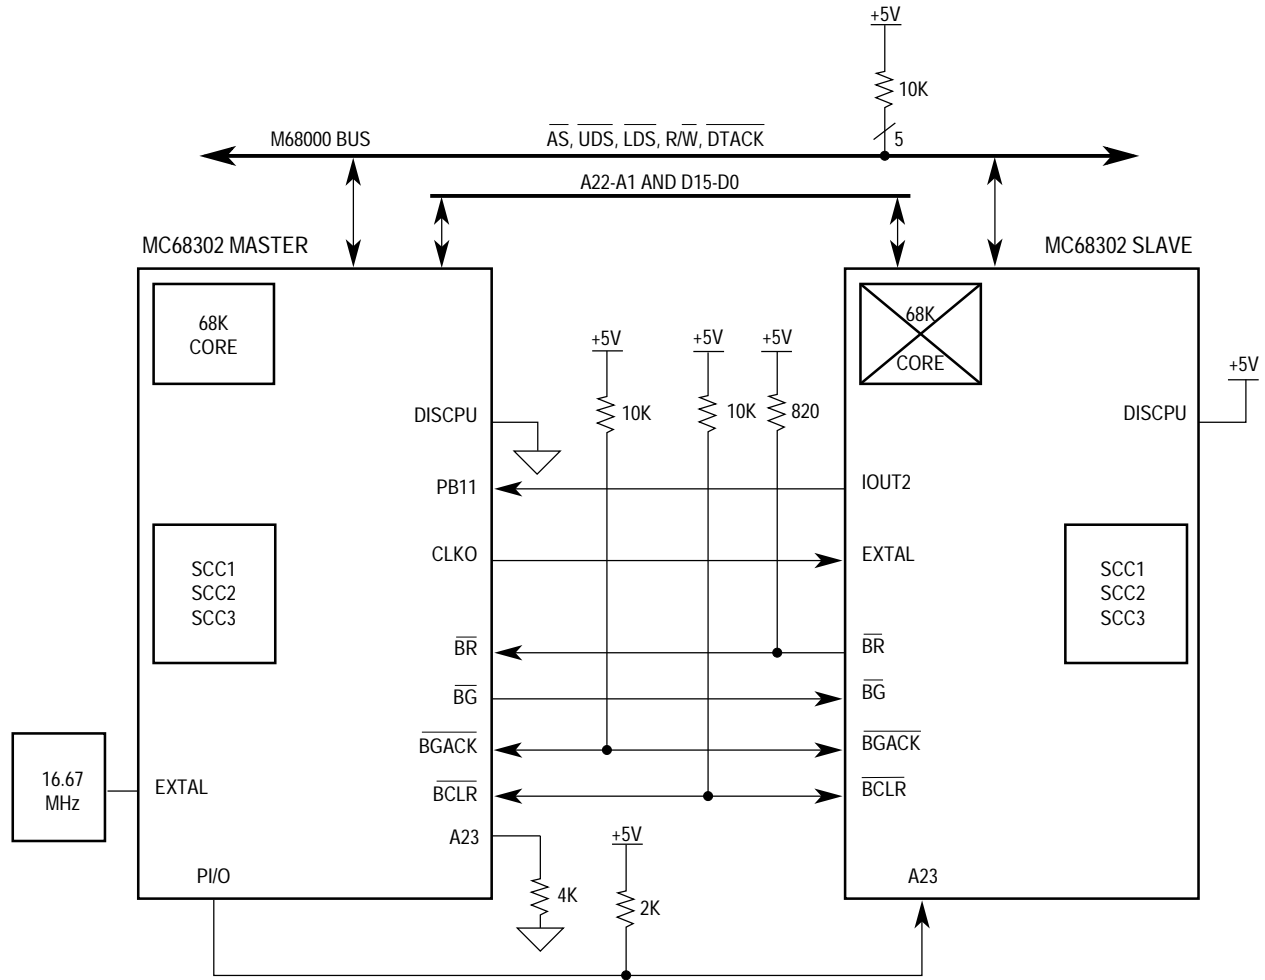 +5V
10K
5
M68000 BUS
AS, UDS, LDS, R/W, DTACK
A22-A1 AND D15-D0
MC68302 MASTER
MC68302 SLAVE
68K
CORE
68K
CORE
+5V
+5V
+5V
+5V
10K
10K
820
DISCPU
DISCPU
PB11
IOUT2
CLKO
EXTAL
SCC1
SCC2
SCC3
SCC1
SCC2
SCC3
BR
BR
BG
BG
BGACK
BGACK
16.67
MHz
EXTAL
BCLR
BCLR
A23
+5V
PI/O
A23
4K
2K